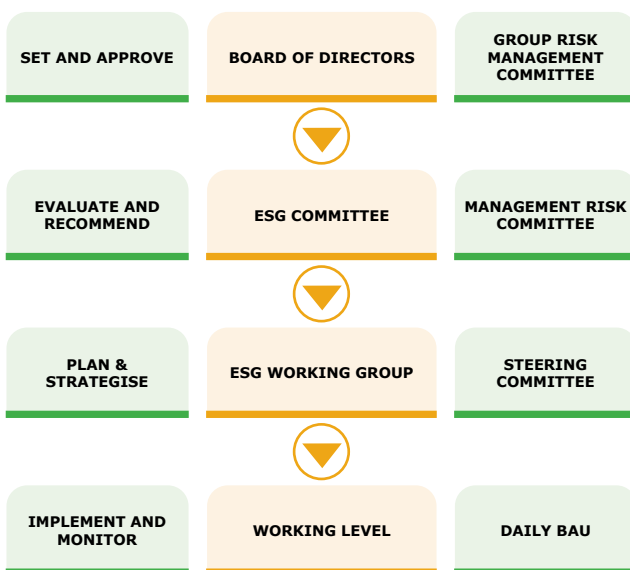 SET AND APPROVE
BOARD OF DIRECTORS
GROUP RISK
MANAGEMENT
COMMITTEE
EVALUATE AND
RECOMMEND
ESG COMMITTEE
MANAGEMENT RISK
COMMITTEE
PLAN &
STRATEGISE
ESG WORKING GROUP
STEERING
COMMITTEE
IMPLEMENT AND
MONITOR
WORKING LEVEL
DAILY BAU